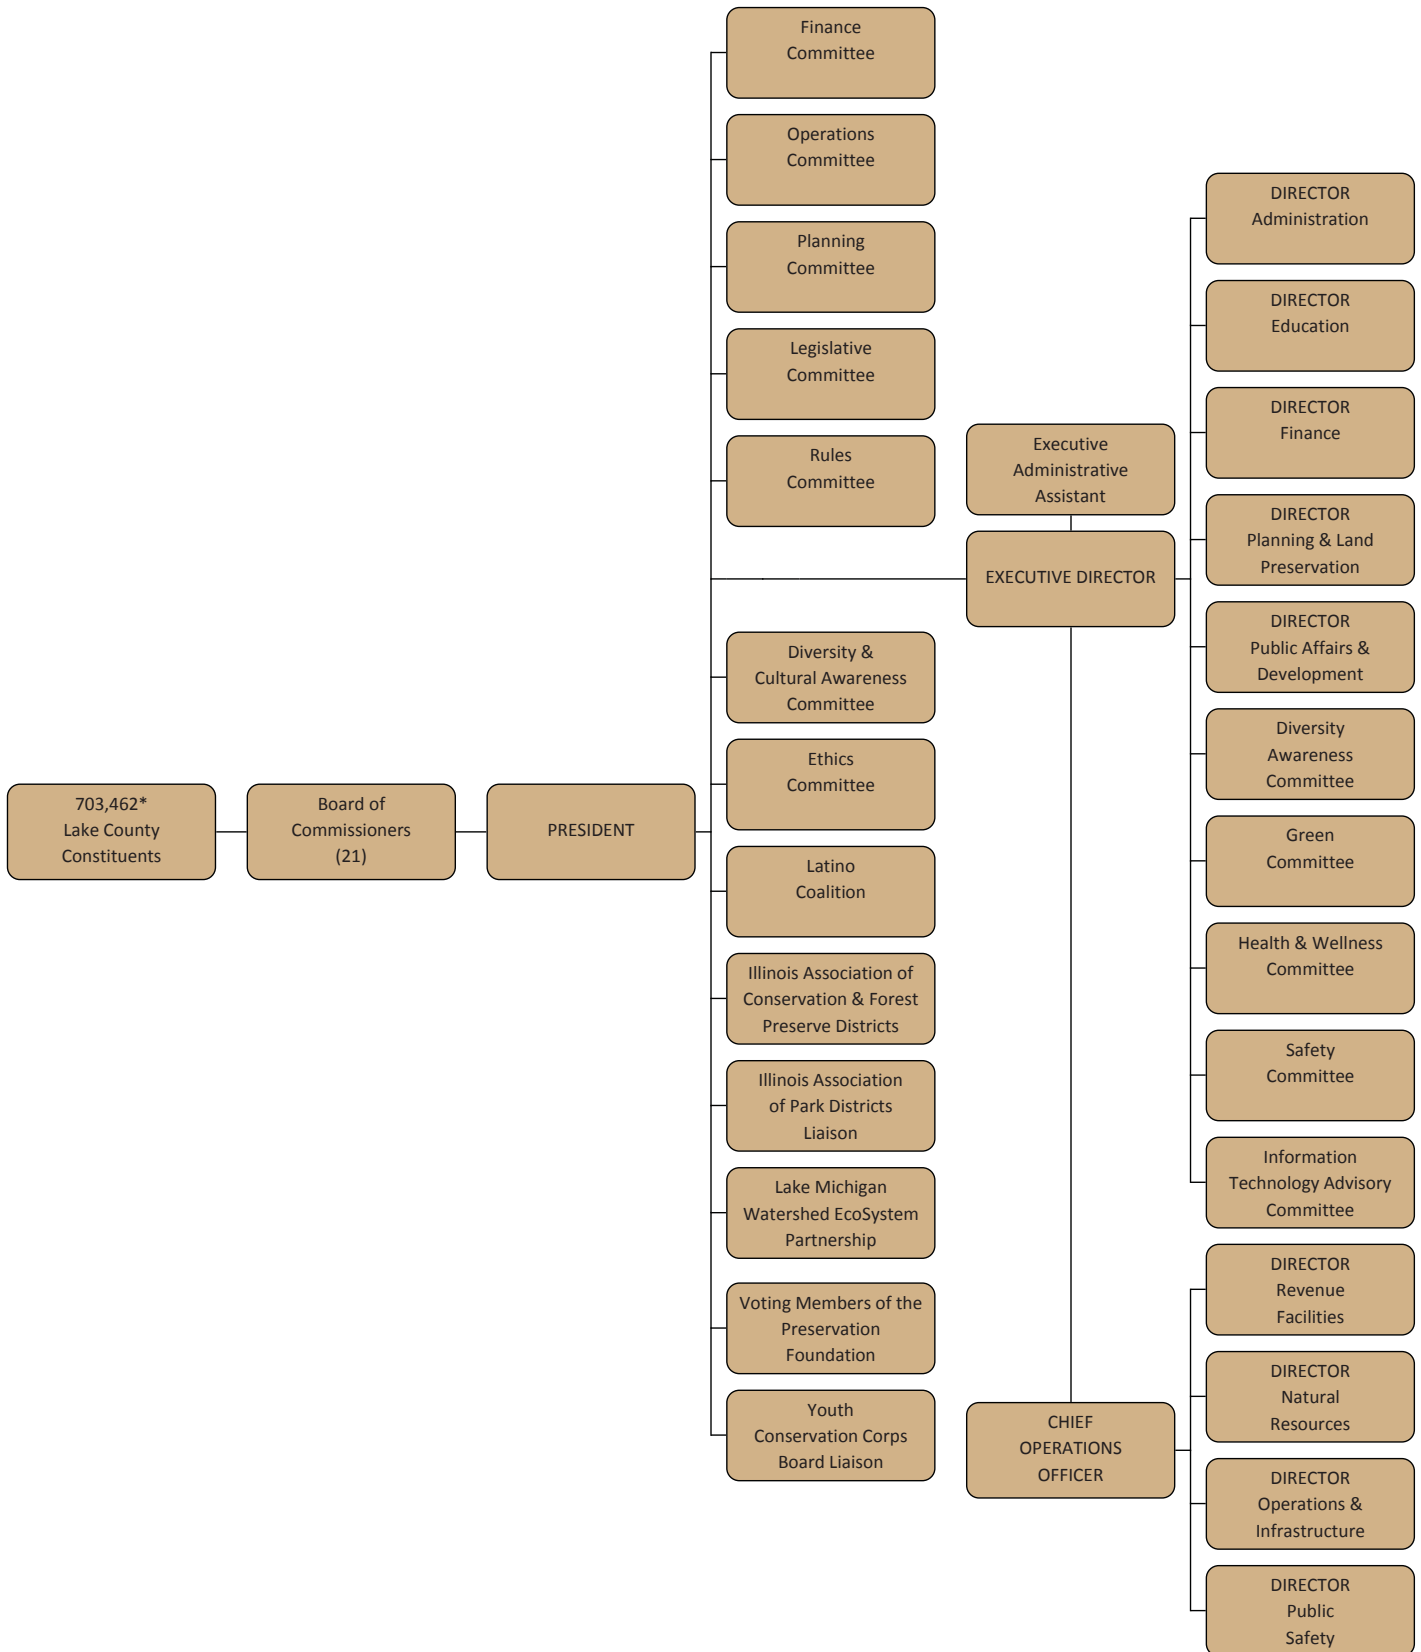 Finance
Committee
Operations
Committee
Planning
Committee
Legislative
Committee
Rules
Committee
Diversity &
Cultural Awareness
Committee
Ethics
Committee
Latino
Coalition
Illinois Association of
Conservation & Forest
Preserve Districts
Illinois Association
of Park Districts
Liaison
Lake Michigan
Watershed EcoSystem
Partnership
Voting Members of the
Preservation
Foundation
Youth
Conservation Corps
Board Liaison
703,462*
Lake County
Constituents
Board of
Commissioners
(21)
PRESIDENT
Executive
Administrative
Assistant
EXECUTIVE DIRECTOR
CHIEF
OPERATIONS
OFFICER
DIRECTOR
Administration
DIRECTOR
Education
DIRECTOR
Finance
DIRECTOR
Planning & Land
Preservation
DIRECTOR
Public Affairs &
Development
Diversity
Awareness
Committee
Green
Committee
Health & Wellness
Committee
Safety
Committee
Information
Technology Advisory
Committee
DIRECTOR
Revenue
Facilities
DIRECTOR
Natural
Resources
DIRECTOR
Operations &
Infrastructure
DIRECTOR
Public
Safety